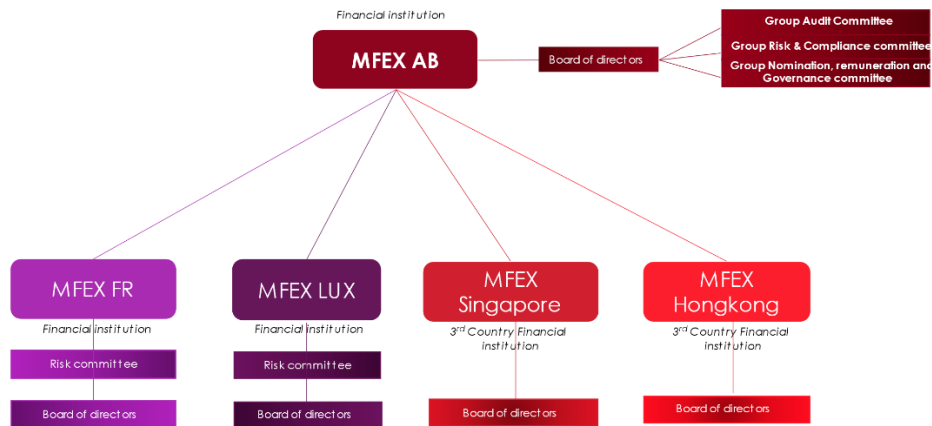 Financial institution
MFEX AB
Board of directors
Group Audit Committee
Group Risk & Compliance committee
Group Nomination, remuneration and
Governance committee
MFEX FR
Financial institution
Risk committee
Board of directors
MFEX LUX
Financial institution
Risk committee
Board of directors
MFEX
Singapore
3rd Country Financial
institution
Board of directors
MFEX
Hongkong
3rd Country Financial
institution
Board of directors